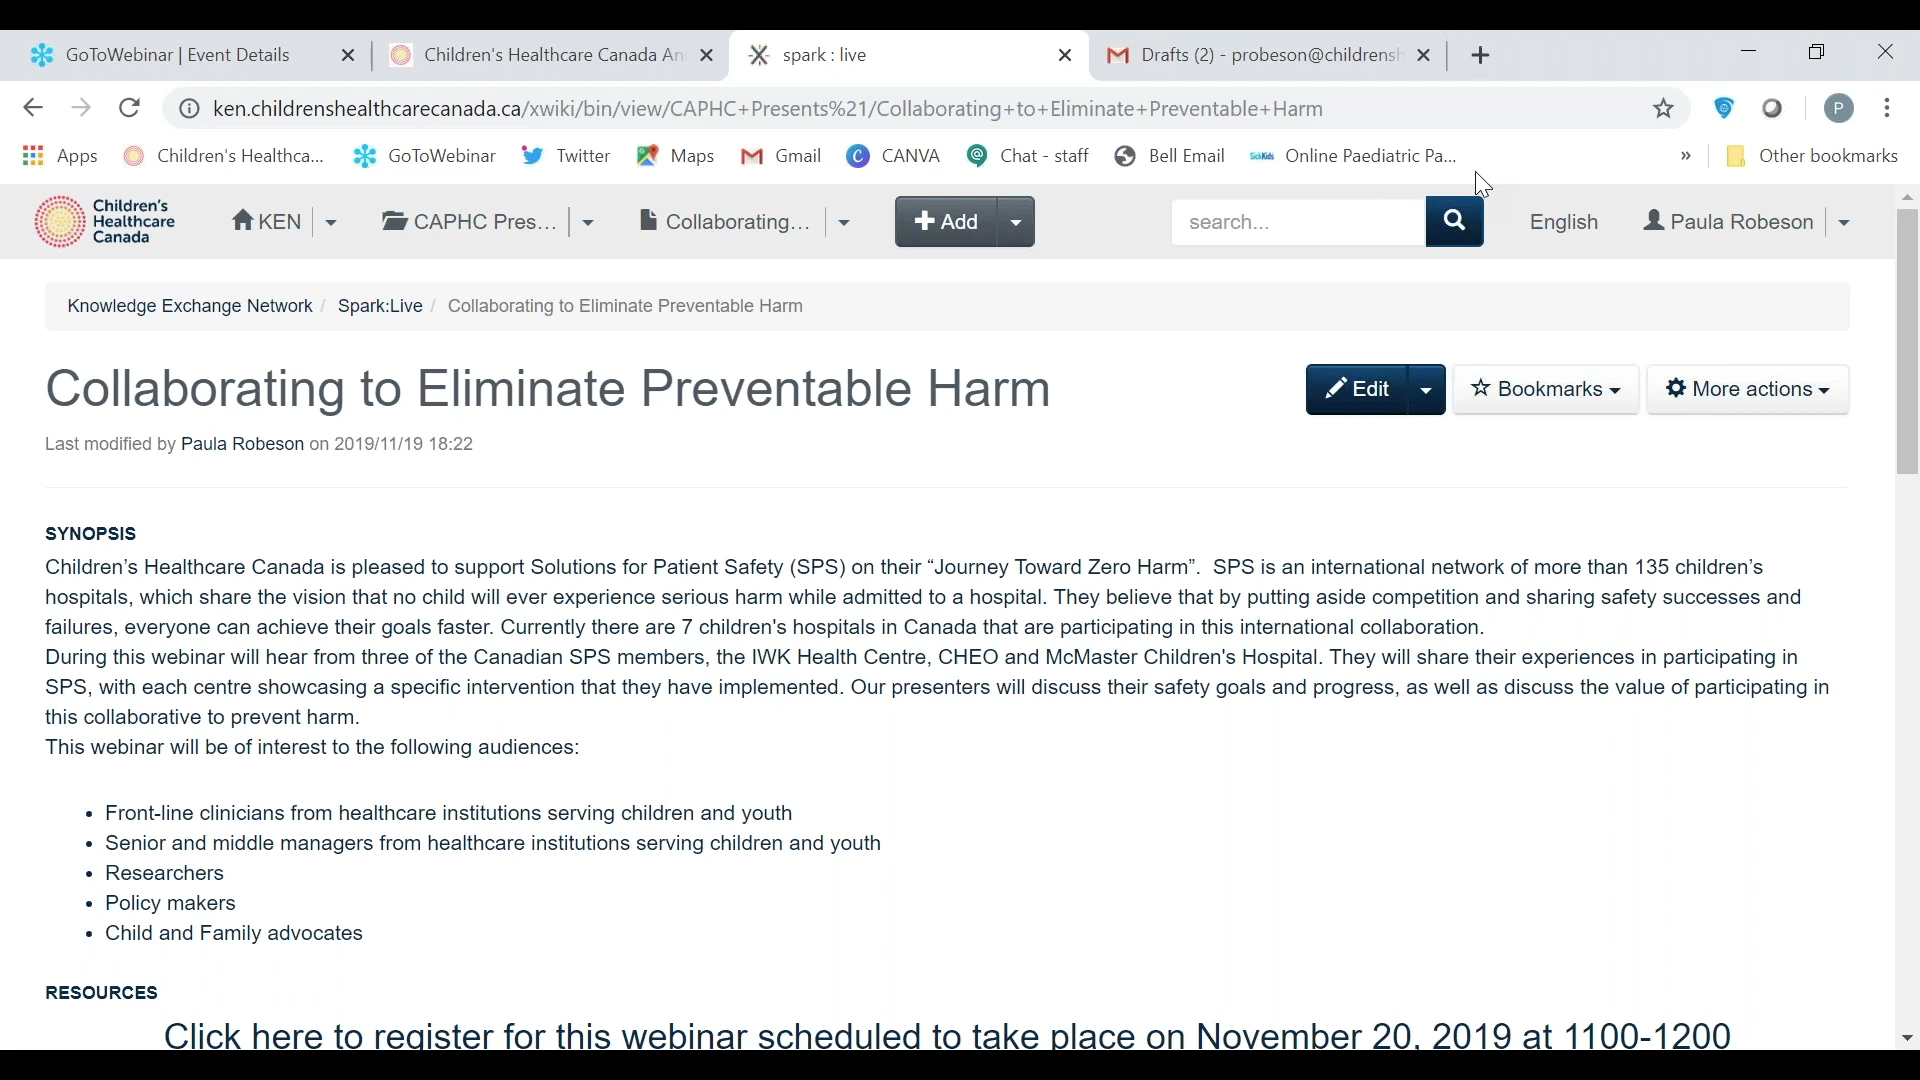 GoToWebinar | Event Details
Children's Healthcare Canada An
spark : live
Drafts (2) - probeson@childrensh
ken.childrenshealthcarecanada.ca/xwiki/bin/view/CAPHC+Presents%21/Collaborating+to+Eliminate+Preventable+Harm
P
Apps
Children's Healthca...
GoToWebinar
Twitter
Maps
Gmail
CANVA
Chat - staff
Bell Email
SickKids
Online Paediatric Pa...
»
Other bookmarks
Children's
Healthcare
Canada
KEN
CAPHC Pres...
Collaborating...
Add
search...
English
Paula Robeson
Knowledge Exchange Network / Spark:Live / Collaborating to Eliminate Preventable Harm
Collaborating to Eliminate Preventable Harm
Edit
Bookmarks
More actions
Last modified by Paula Robeson on 2019/11/19 18:22
SYNOPSIS
Children's Healthcare Canada is pleased to support Solutions for Patient Safety (SPS) on their “Journey Toward Zero Harm”. SPS is an international network of more than 135 children's
hospitals, which share the vision that no child will ever experience serious harm while admitted to a hospital. They believe that by putting aside competition and sharing safety successes and
failures, everyone can achieve their goals faster. Currently there are 7 children's hospitals in Canada that are participating in this international collaboration.
During this webinar will hear from three of the Canadian SPS members, the IWK Health Centre, CHEO and McMaster Children's Hospital. They will share their experiences in participating in
SPS, with each centre showcasing a specific intervention that they have implemented. Our presenters will discuss their safety goals and progress, as well as discuss the value of participating in
this collaborative to prevent harm.
This webinar will be of interest to the following audiences:
• Front-line clinicians from healthcare institutions serving children and youth
• Senior and middle managers from healthcare institutions serving children and youth
• Researchers
• Policy makers
• Child and Family advocates
RESOURCES
Click here to register for this webinar scheduled to take place on November 20, 2019 at 1100-1200